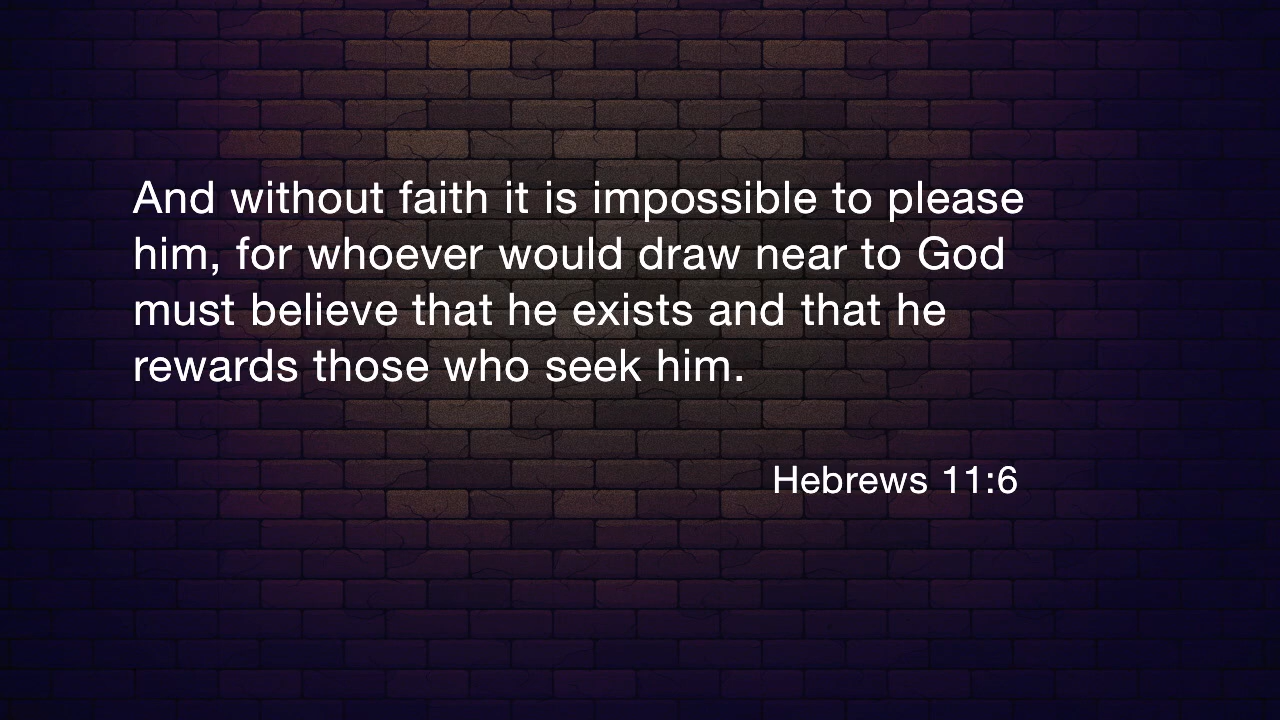 And without faith it is impossible to please
him, for whoever would draw near to God
must believe that he exists and that he
rewards those who seek him.
Hebrews 11:6